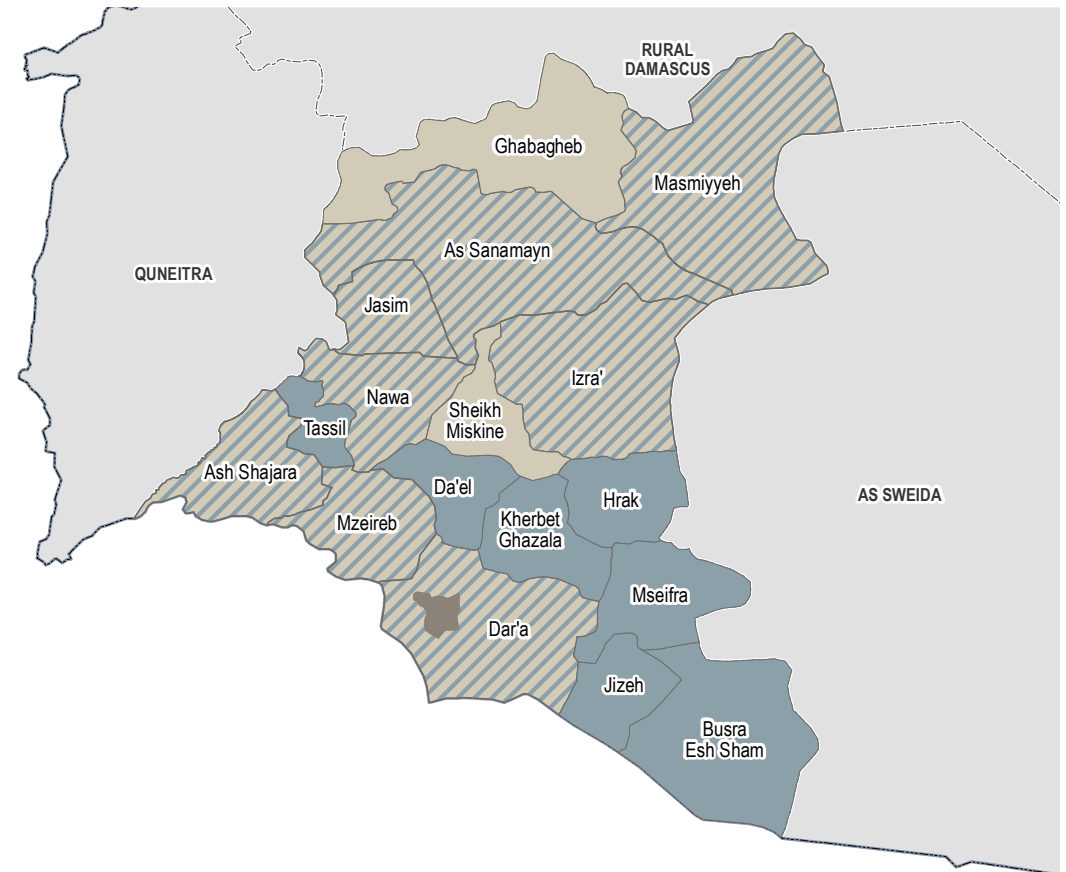 RURAL
DAMASCUS
Ghabagheb
Masmiyyeh
As Sanamayn
QUNEITRA
Jasim
Izra'
Nawa
Sheikh
Miskine
Tassil
Ash Shajara
Da'el
Hrak
AS SWEIDA
Kherbet
Ghazala
Mzeireb
Mseifra
Dar'a
Jizeh
Busra
Esh Sham